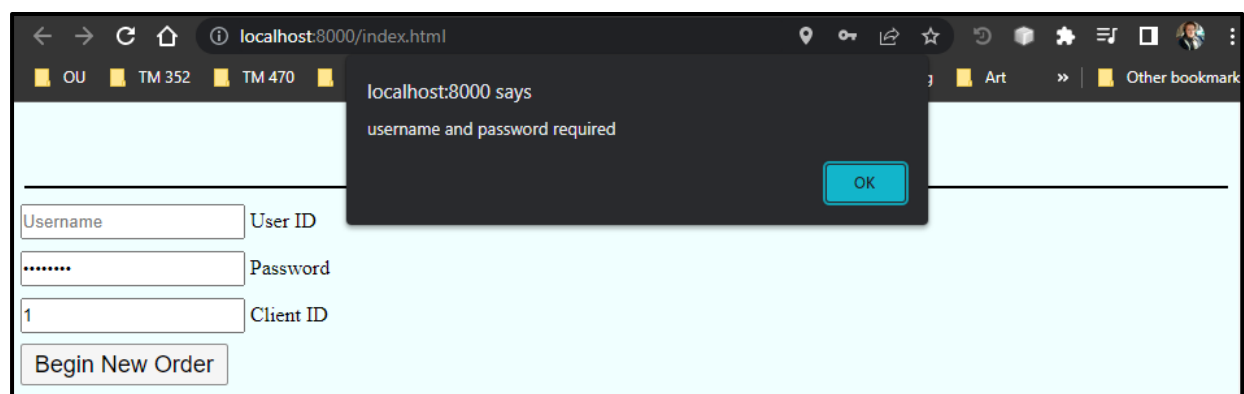 localhost:8000/index.html
OU TM 352 TM 470 Art » Other bookmark
localhost:8000 says
username and password required
OK
Username User ID
•••••••• Password
1 Client ID
Begin New Order